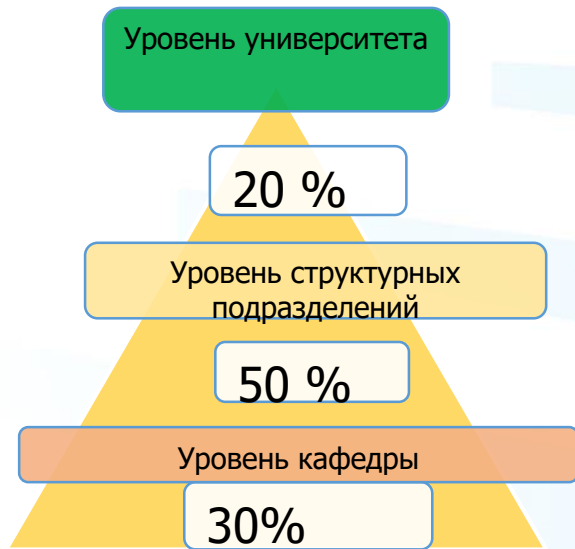 Уровень университета
20 %
Уровень структурных
подразделений
50 %
Уровень кафедры
30%